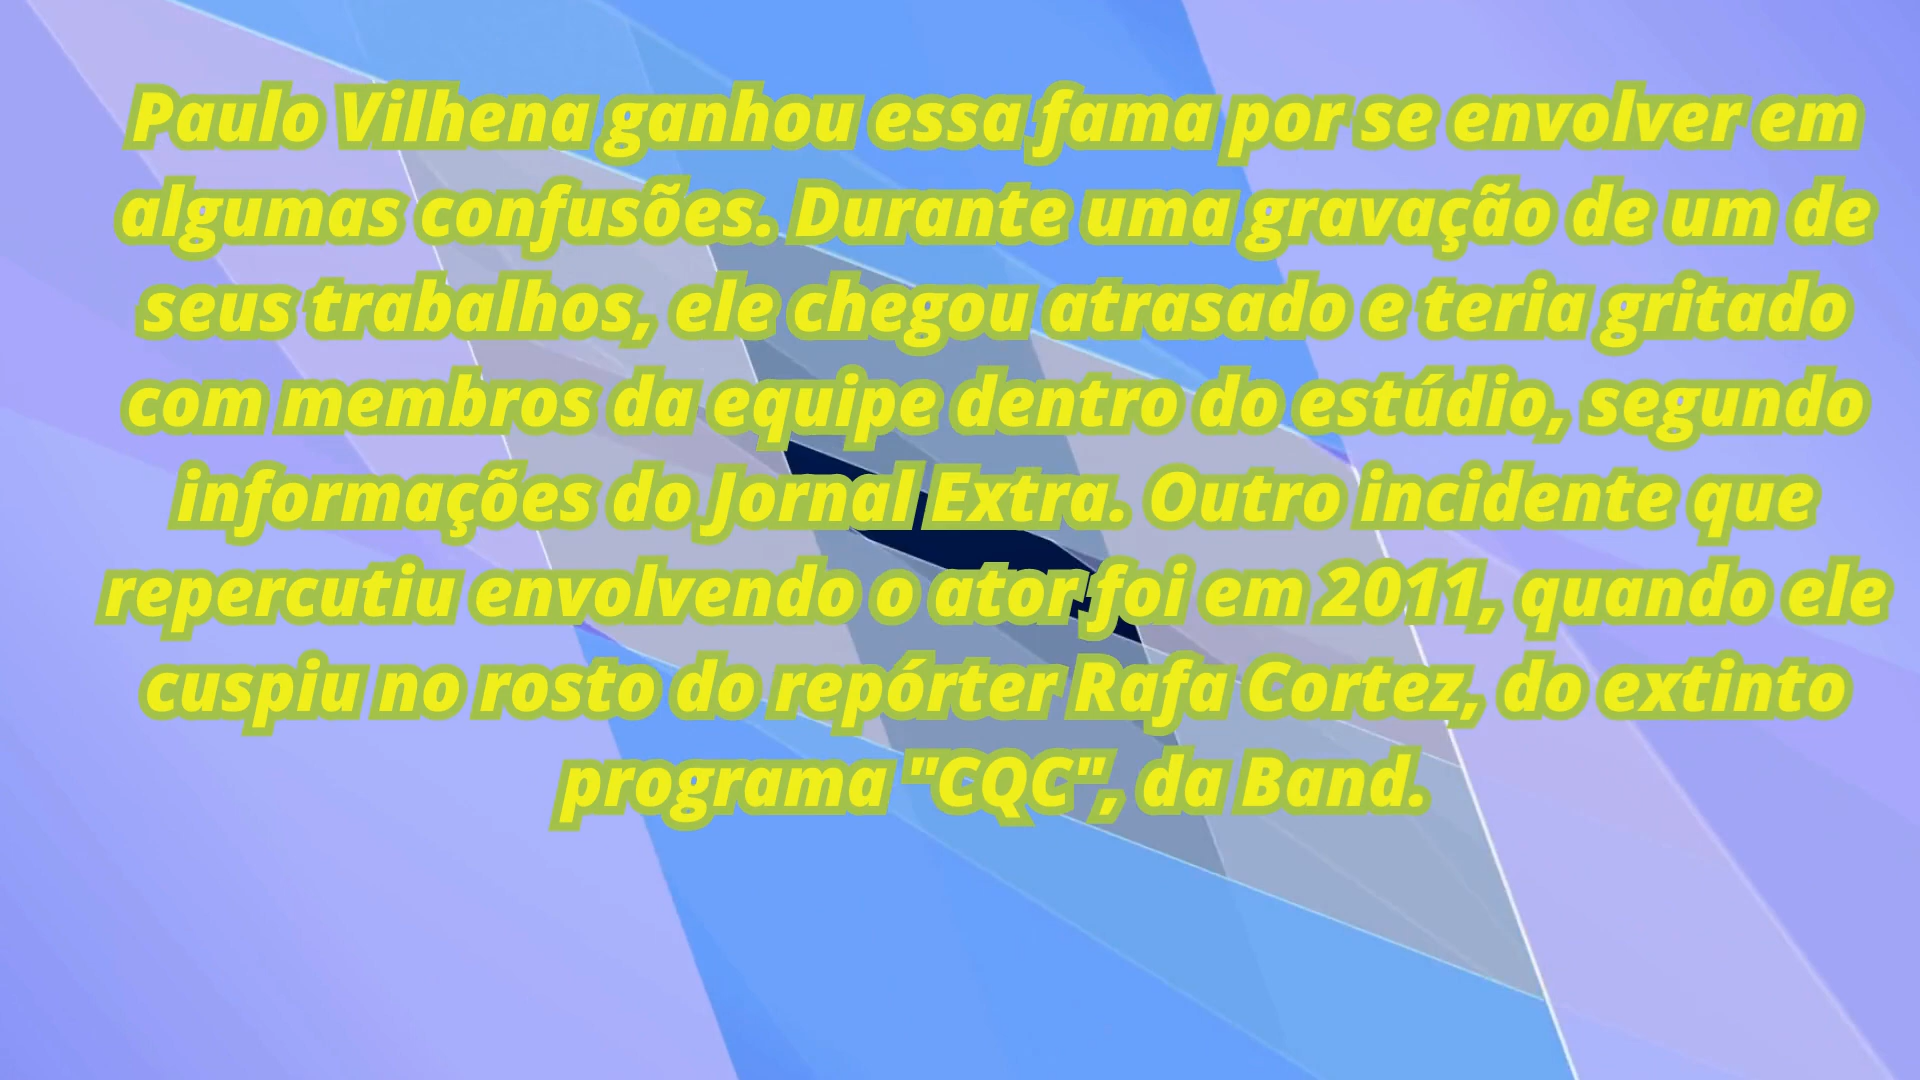 Paulo Vilhena ganhou essa fama por se envolver em
algumas confusões. Durante uma gravação de um de
seus trabalhos, ele chegou atrasado e teria gritado
com membros da equipe dentro do estúdio, segundo
informações do Jornal Extra. Outro incidente que
repercutiu envolvendo o ator foi em 2011, quando ele
cuspiu no rosto do repórter Rafa Cortez, do extinto
programa "CQC", da Band.